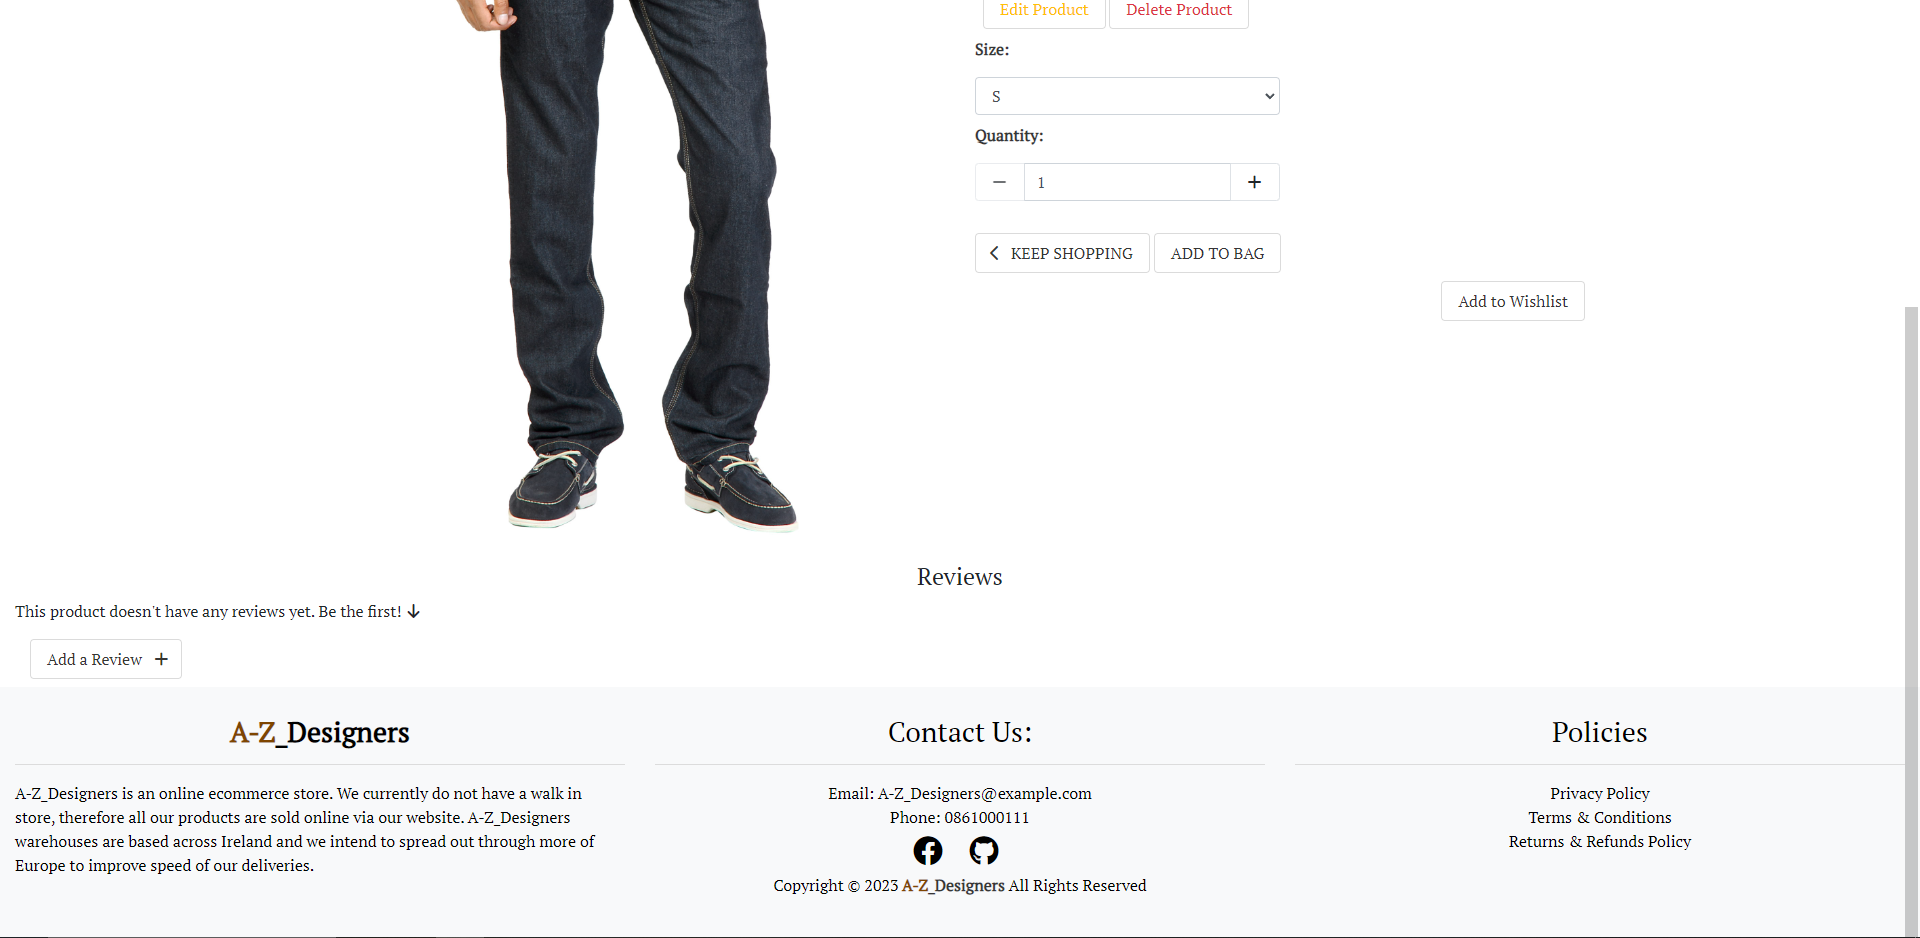 Edit Product Delete Product
Size:
S
Quantity:
1
KEEP SHOPPING ADD TO BAG
Add to Wishlist
Reviews
This product doesn't have any reviews yet. Be the first!
Add a Review
A-Z_Designers
A-Z_Designers is an online ecommerce store. We currently do not have a walk in
store, therefore all our products are sold online via our website. A-Z_Designers
warehouses are based across Ireland and we intend to spread out through more of
Europe to improve speed of our deliveries.
Contact Us:
Email: A-Z_Designers@example.com
Phone: 0861000111
Copyright © 2023 A-Z_Designers All Rights Reserved
Policies
Privacy Policy
Terms & Conditions
Returns & Refunds Policy